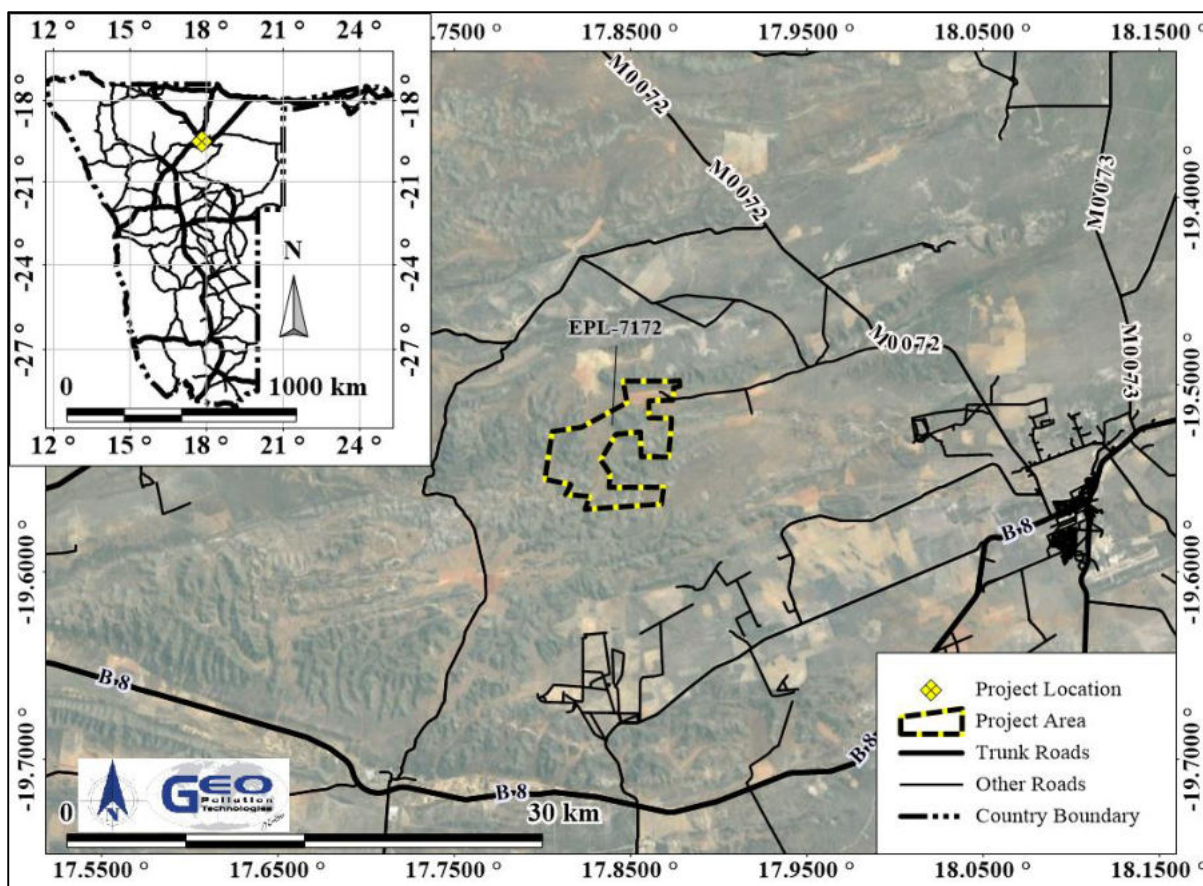 12 ° 15 ° 18 ° 21 ° 24 °
.7500 ° 17.8500 ° 17.9500 ° 18.0500 ° 18.1500 °
-18 °
-21 °
-24 °
-27 °
N
0 1000 km
12 ° 15 ° 18 ° 21 ° 24 °
M0072
M0072
M0072
M0073
M0073
EPL-7172
-19.4000 °
-19.5000 °
-19.6000 °
-19.7000 °
B-8
B-8
B-8
B-8
-19.6000 °
-19.7000 °
N
GEO
Pollution
Technologies
0 30 km
Project Location
Project Area
Trunk Roads
Other Roads
Country Boundary
17.5500 ° 17.6500 ° 17.7500 ° 17.8500 ° 17.9500 ° 18.0500 ° 18.1500 °